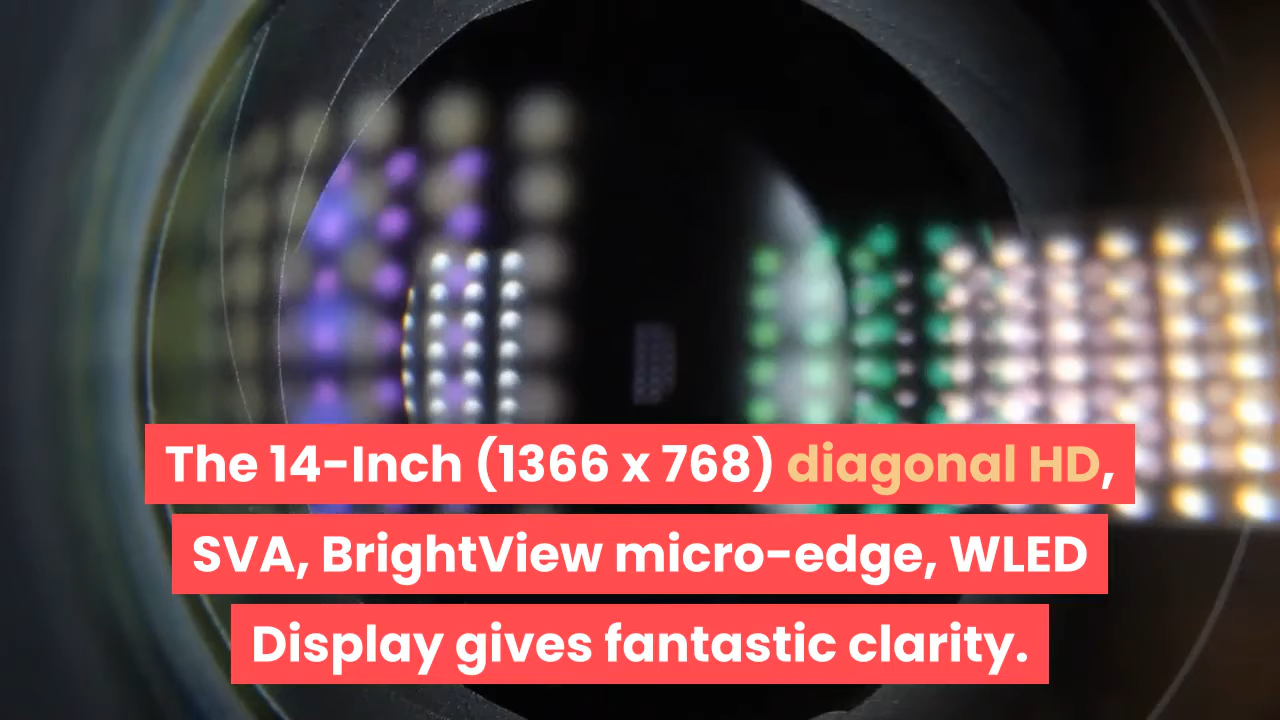 The 14-Inch (1366 x 768) diagonal HD,
SVA, BrightView micro-edge, WLED
Display gives fantastic clarity.